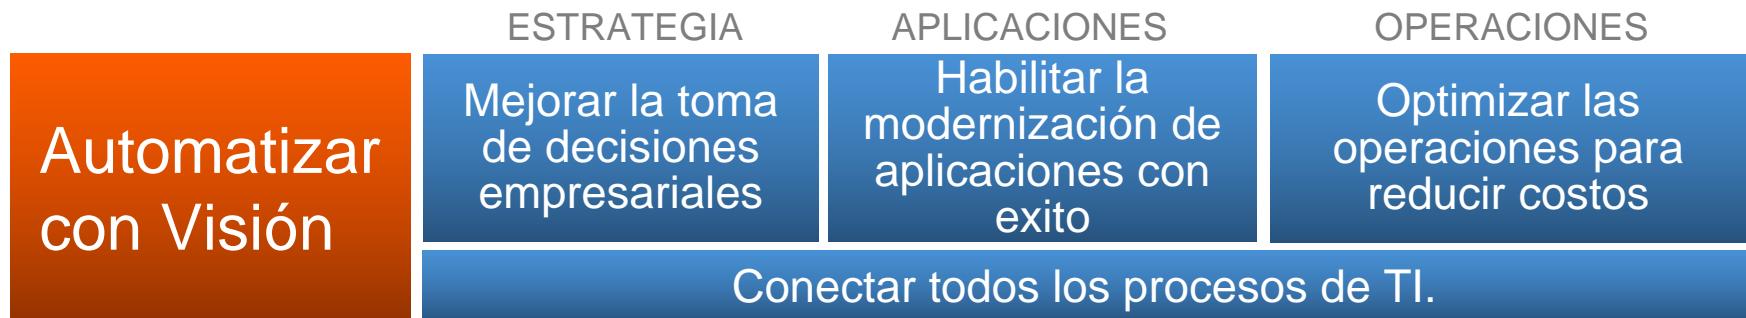 ESTRATEGIA
APLICACIONES
OPERACIONES
Automatizar
con Visión
Mejorar la toma
de decisiones
empresariales
Habilitar la
modernización de
aplicaciones con
exito
Optimizar las
operaciones para
reducir costos
Conectar todos los procesos de TI.